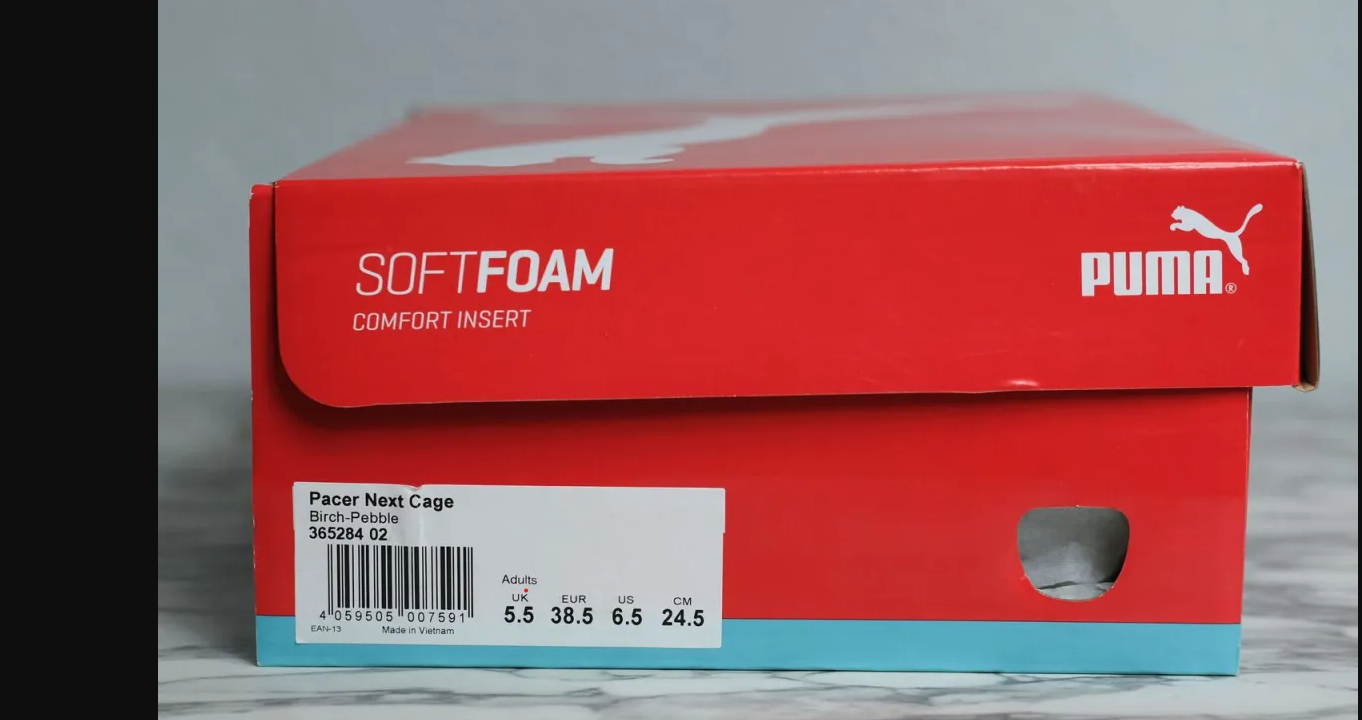 SOFTFOAM
COMFORT INSERT
PUMA®
Pacer Next Cage
Birch-Pebble
365284 02
4 059505 007591
EAN-13 Made in Vietnam
Adults
UK EUR US CM
5.5 38.5 6.5 24.5